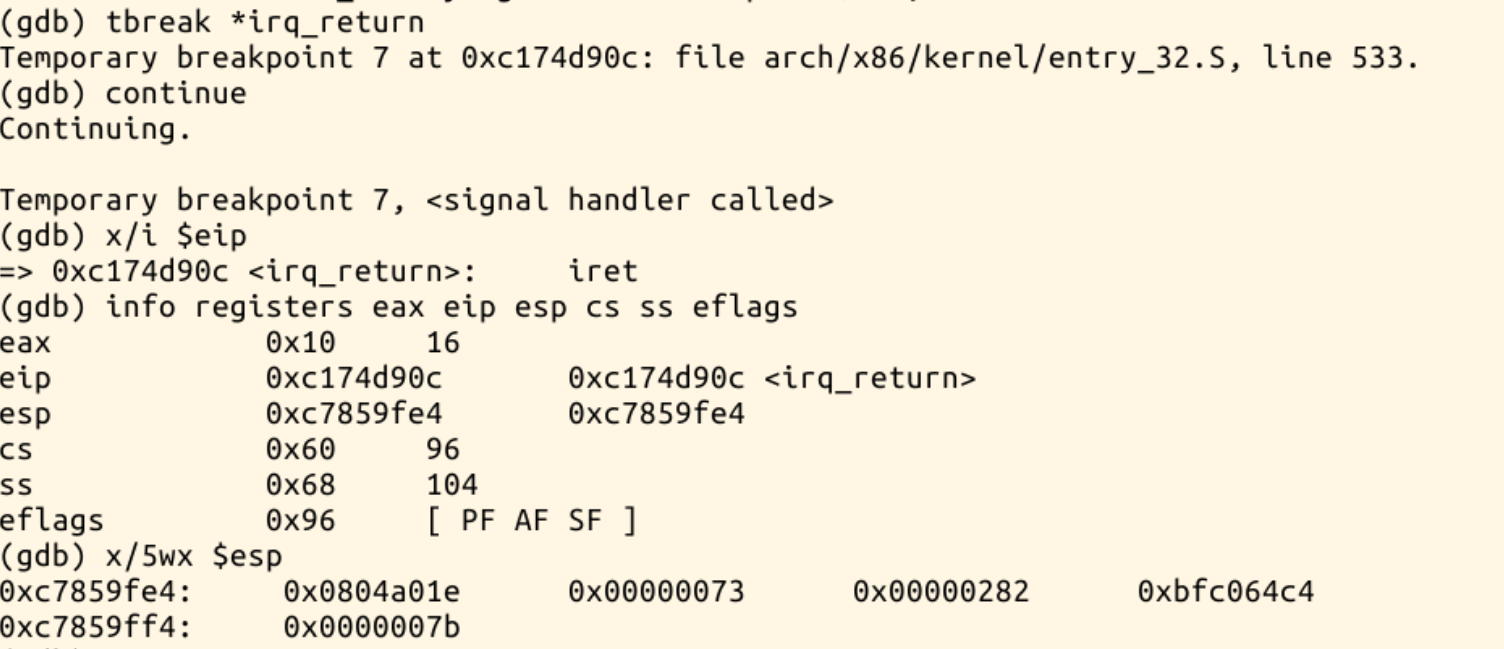 (gdb) tbreak *irq_return
Temporary breakpoint 7 at 0xc174d90c: file arch/x86/kernel/entry_32.S, line 533.
(gdb) continue
Continuing.
Temporary breakpoint 7, <signal handler called>
(gdb) x/i $eip
=> 0xc174d90c <irq_return>:     iret
(gdb) info registers eax eip esp cs ss eflags
eax            0x10     16
eip            0xc174d90c       0xc174d90c <irq_return>
esp            0xc7859fe4       0xc7859fe4
cs             0x60     96
ss             0x68     104
eflags         0x96     [ PF AF SF ]
(gdb) x/5wx $esp
0xc7859fe4:     0x0804a01e      0x00000073      0x00000282      0xbfc064c4
0xc7859ff4:     0x0000007b